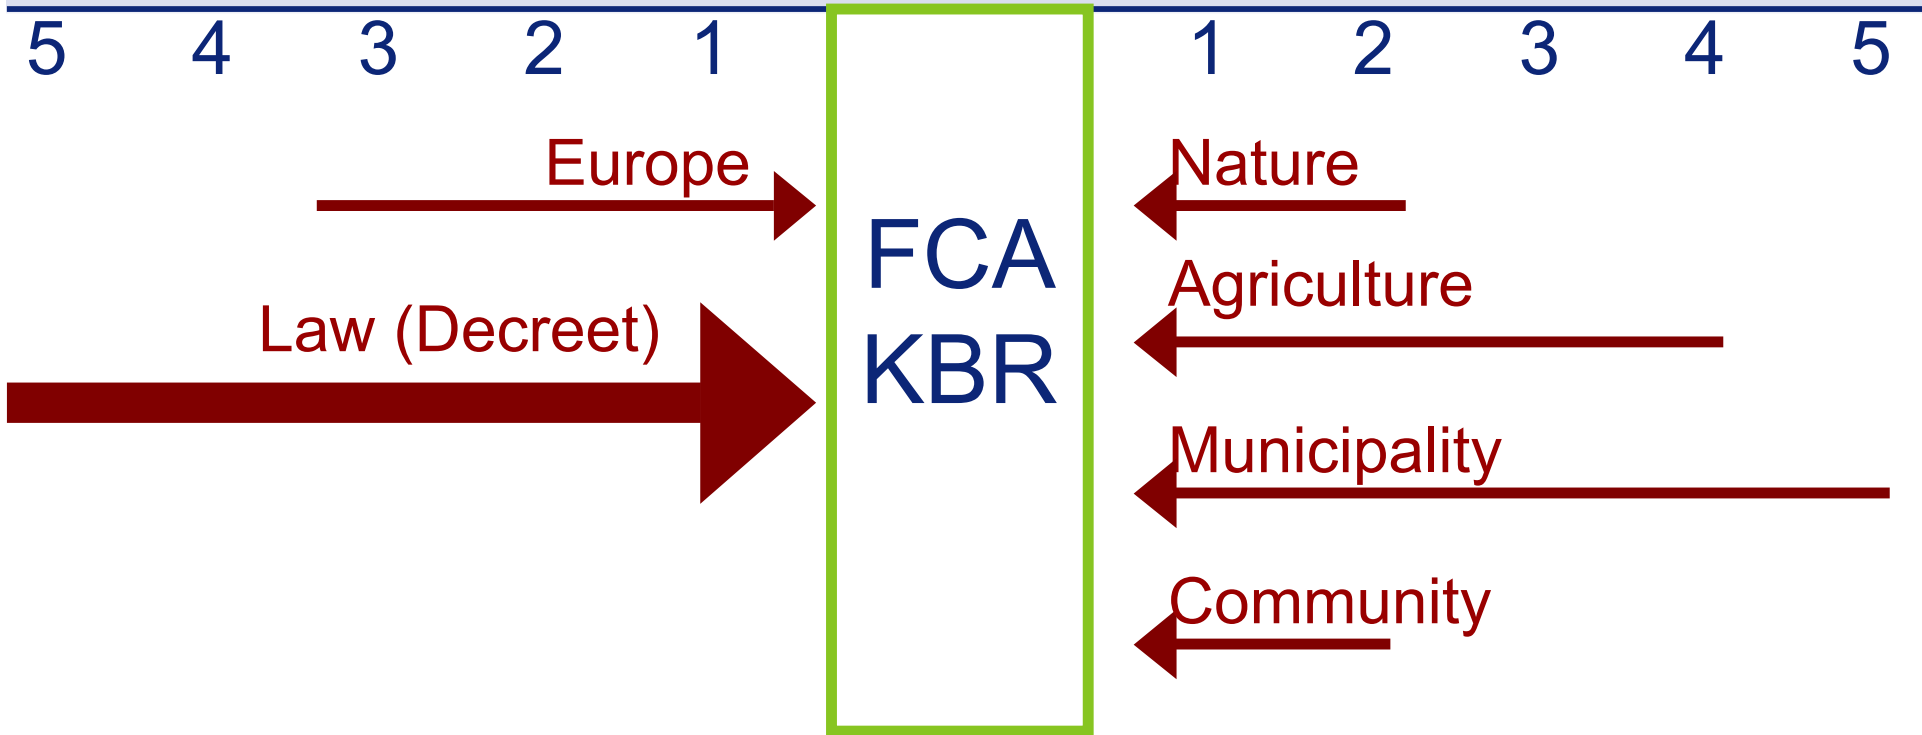 5 4 3 2 1 1 2 3 4 5
Europe
Law (Decreet)
FCA
KBR
Nature
Agriculture
Municipality
Community